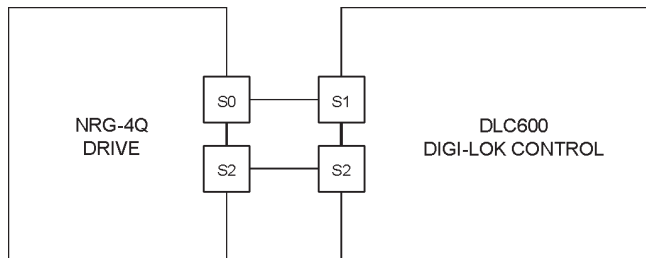 S0
S1
NRG-4Q
DRIVE
DLC600
DIGI-LOK CONTROL
S2
S2